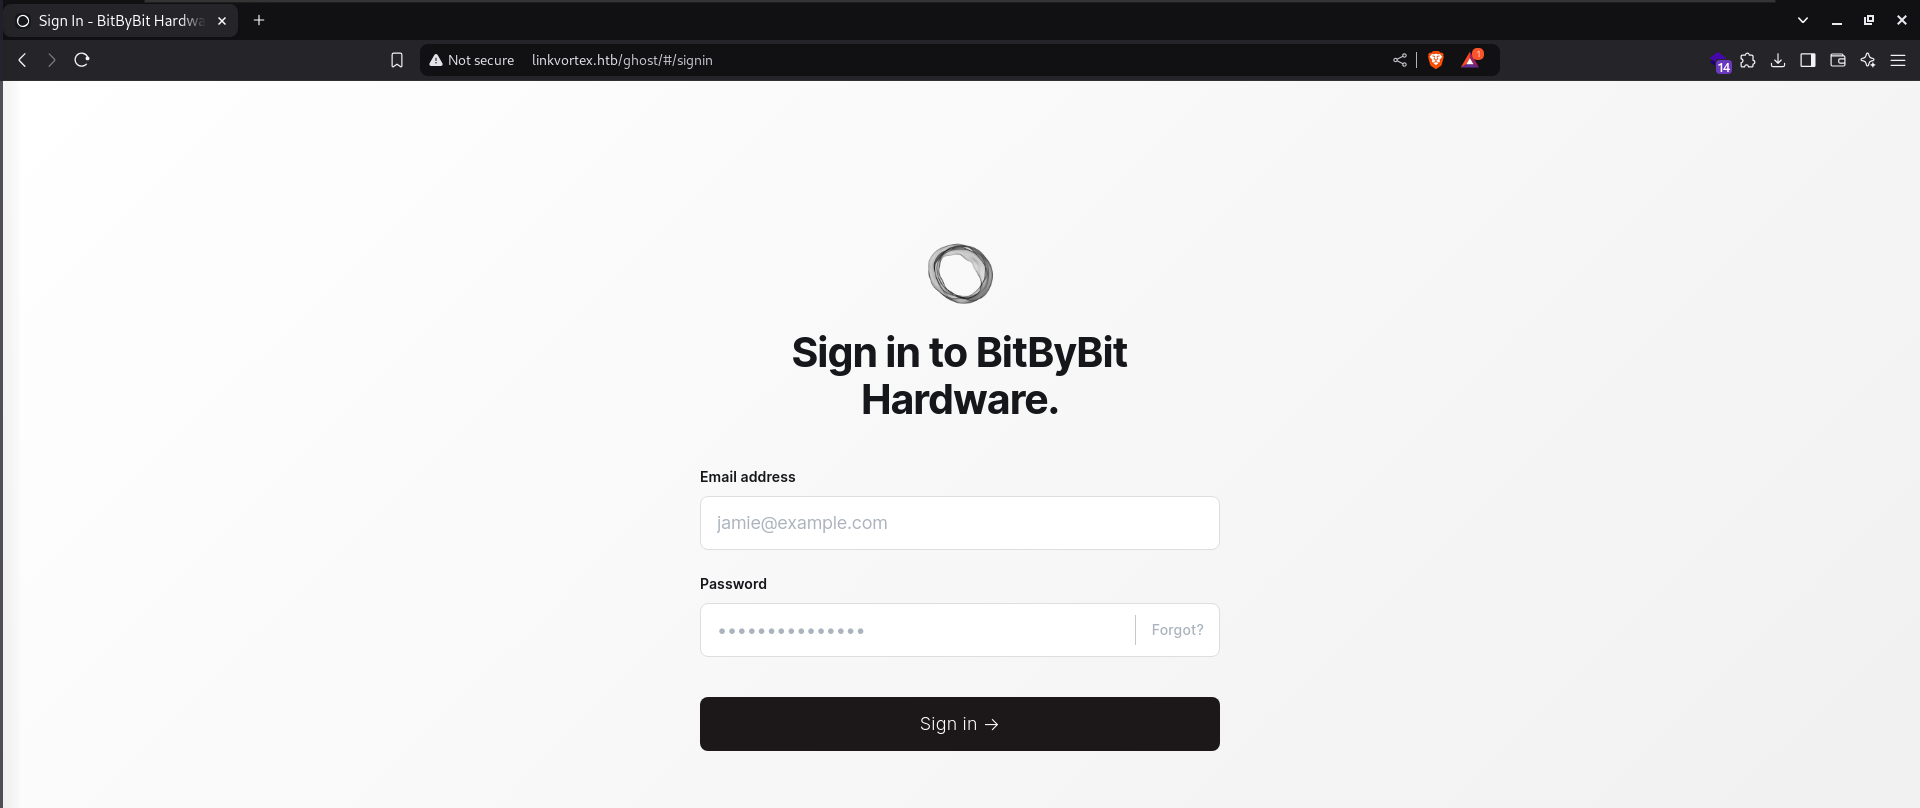 Sign In - BitByBit Hardwa
Not secure
linkvortex.htb/ghost/#/signin
1
14
Sign in to BitByBit
Hardware.
Email address
jamie@example.com
Password
•••••••••••••••
Forgot?
Sign in →